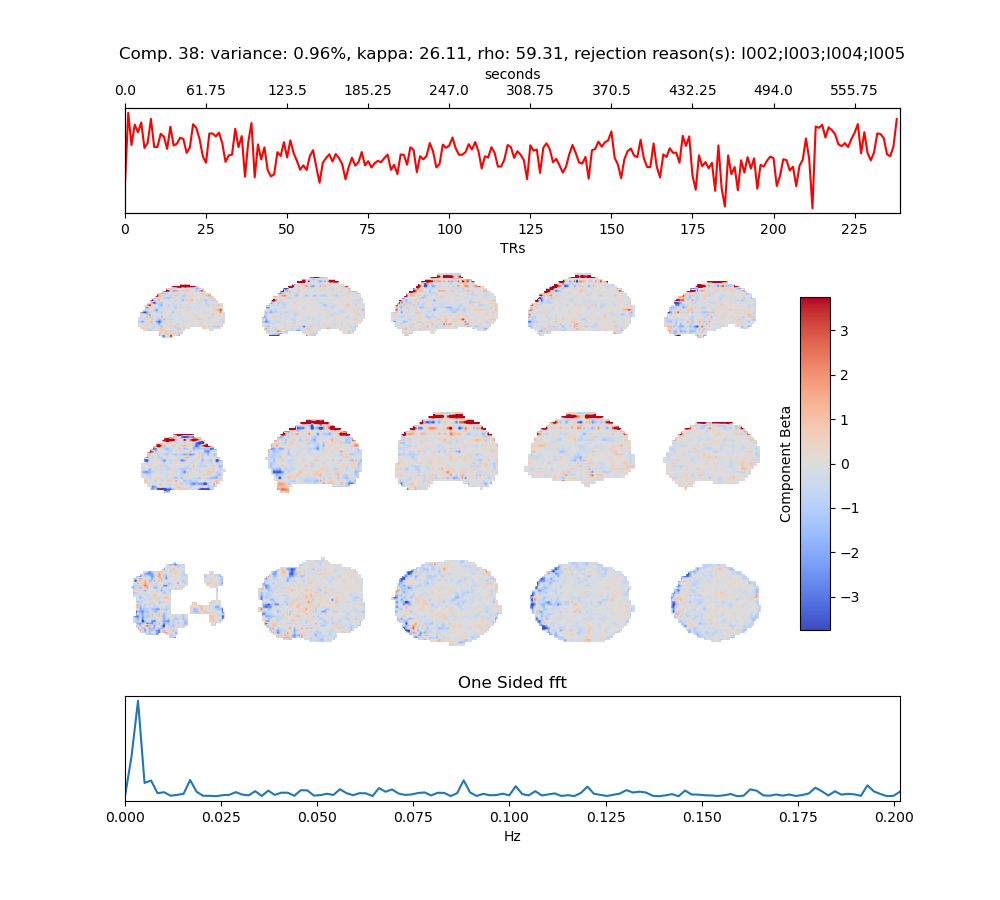 Comp. 38: variance: 0.96%, kappa: 26.11, rho: 59.31, rejection reason(s): I002;I003;I004;I005
seconds
0.0 61.75 123.5 185.25 247.0 308.75 370.5 432.25 494.0 555.75
0 25 50 75 100 125 150 175 200 225
TRs
3
2
1
0
−1
−2
−3
Component Beta
One Sided fft
0.000 0.025 0.050 0.075 0.100 0.125 0.150 0.175 0.200
Hz